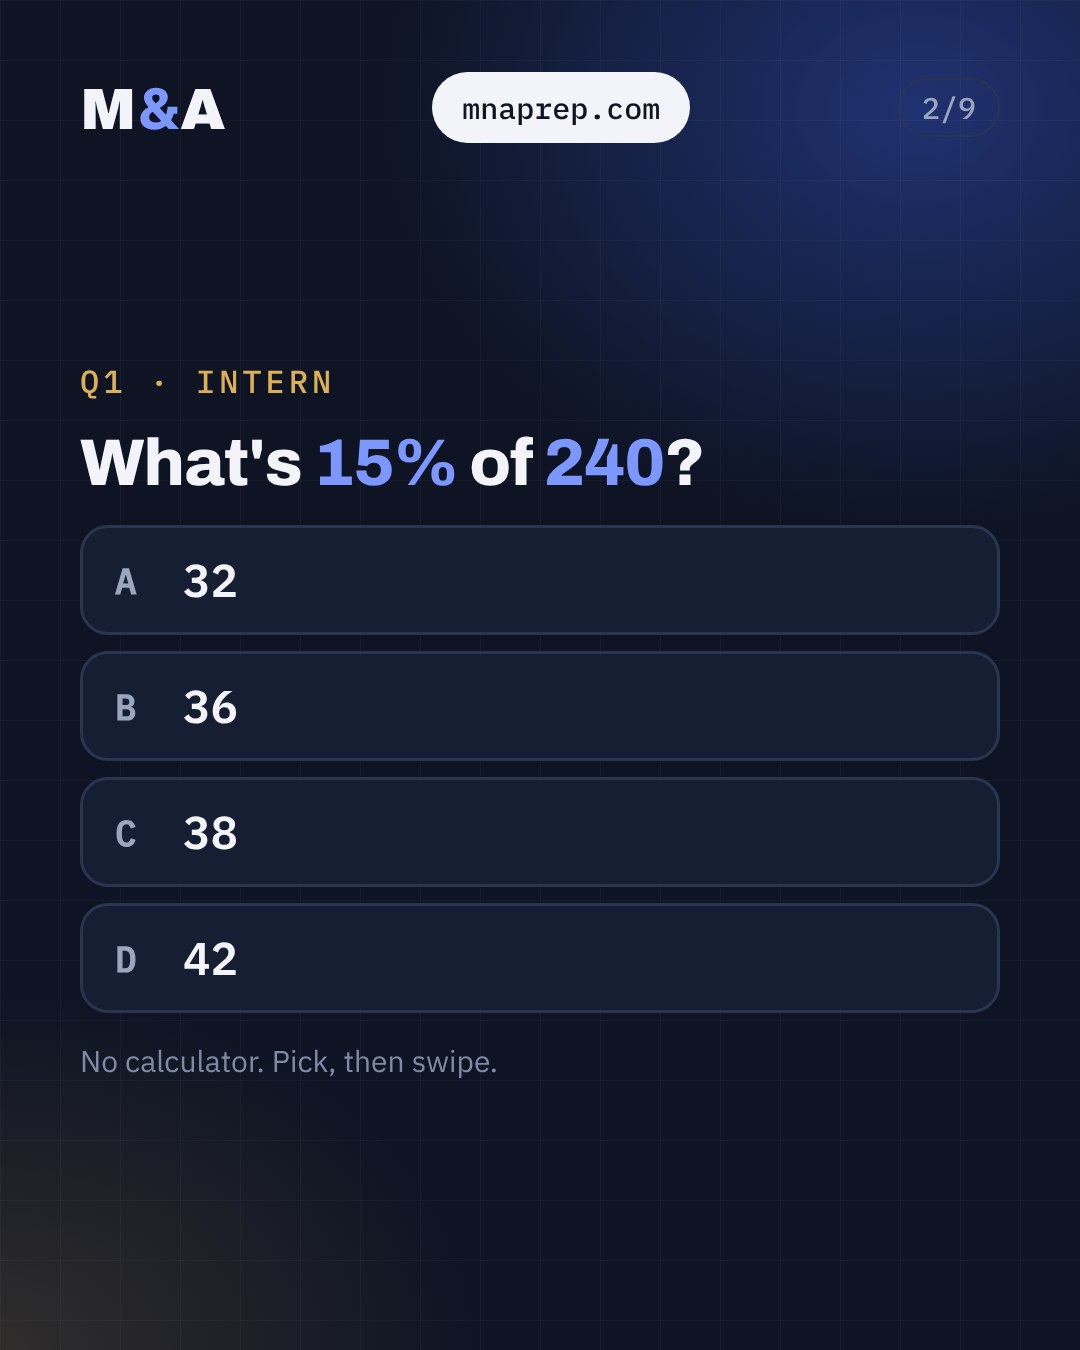 M&A
mnaprep.com
2/9
Q1 · INTERN
What's 15% of 240?
A 32
B 36
C 38
D 42
No calculator. Pick, then swipe.